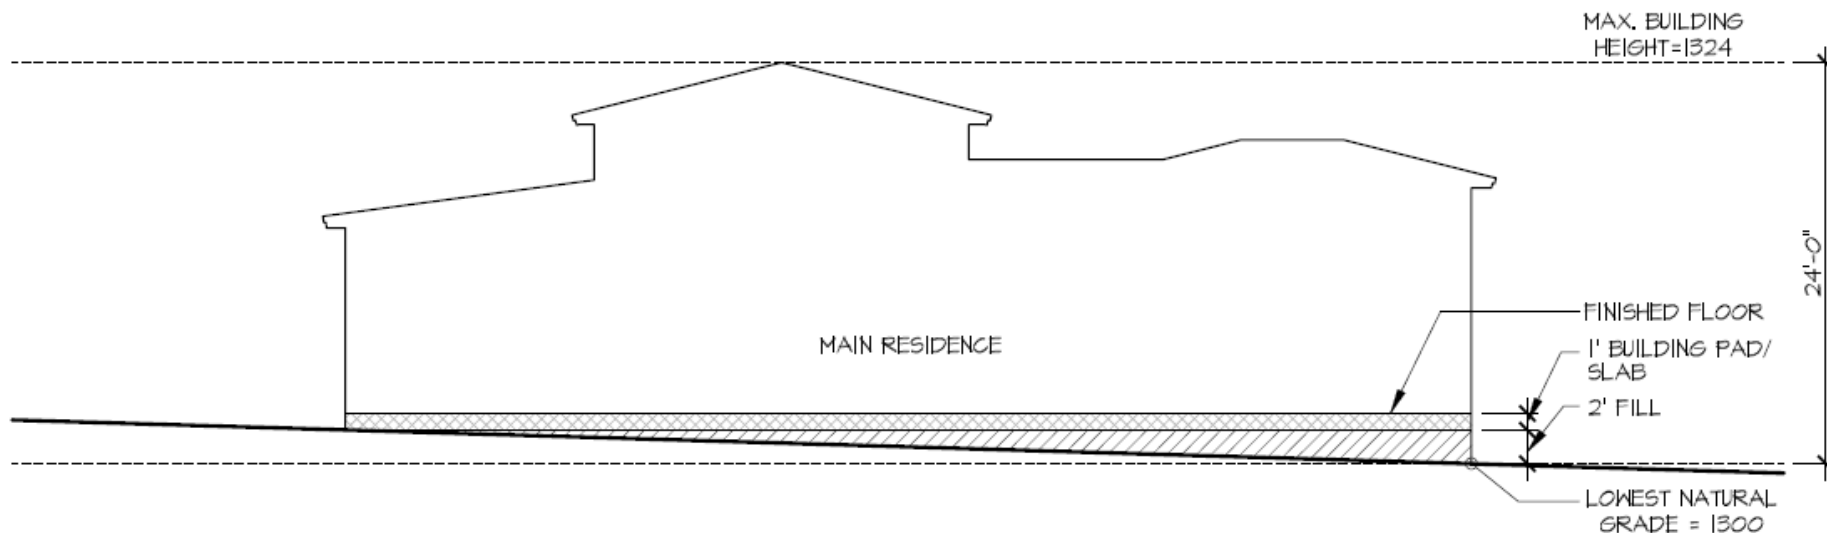 MAX. BUILDING
HEIGHT=1324
24'-0"
FINISHED FLOOR
MAIN RESIDENCE
1' BUILDING PAD/
SLAB
2' FILL
LOWEST NATURAL
GRADE = 1300